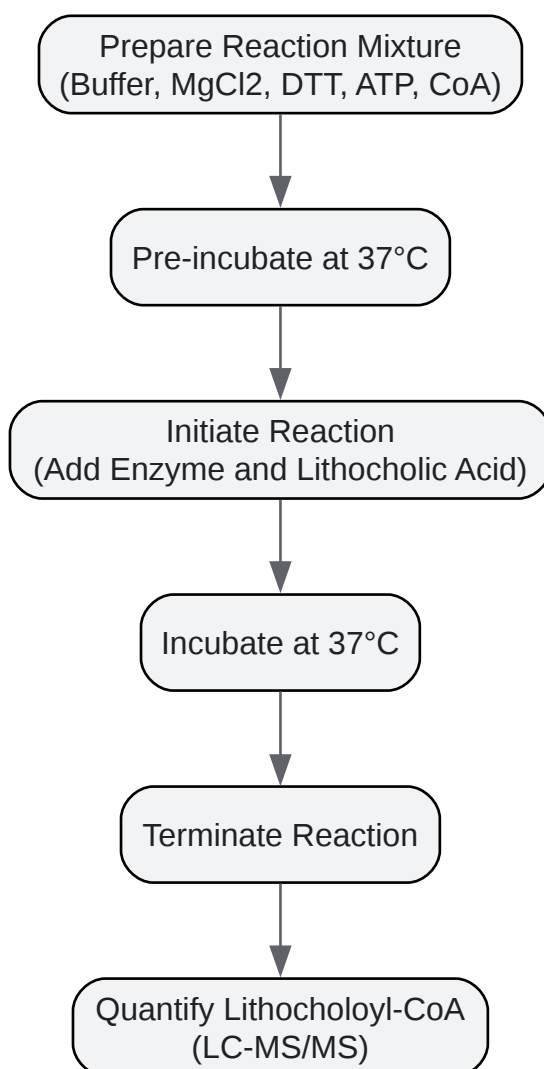 Prepare Reaction Mixture
(Buffer, MgCl2, DTT, ATP, CoA)
Pre-incubate at 37°C
Initiate Reaction
(Add Enzyme and Lithocholic Acid)
Incubate at 37°C
Terminate Reaction
Quantify Lithocholoyl-CoA
(LC-MS/MS)